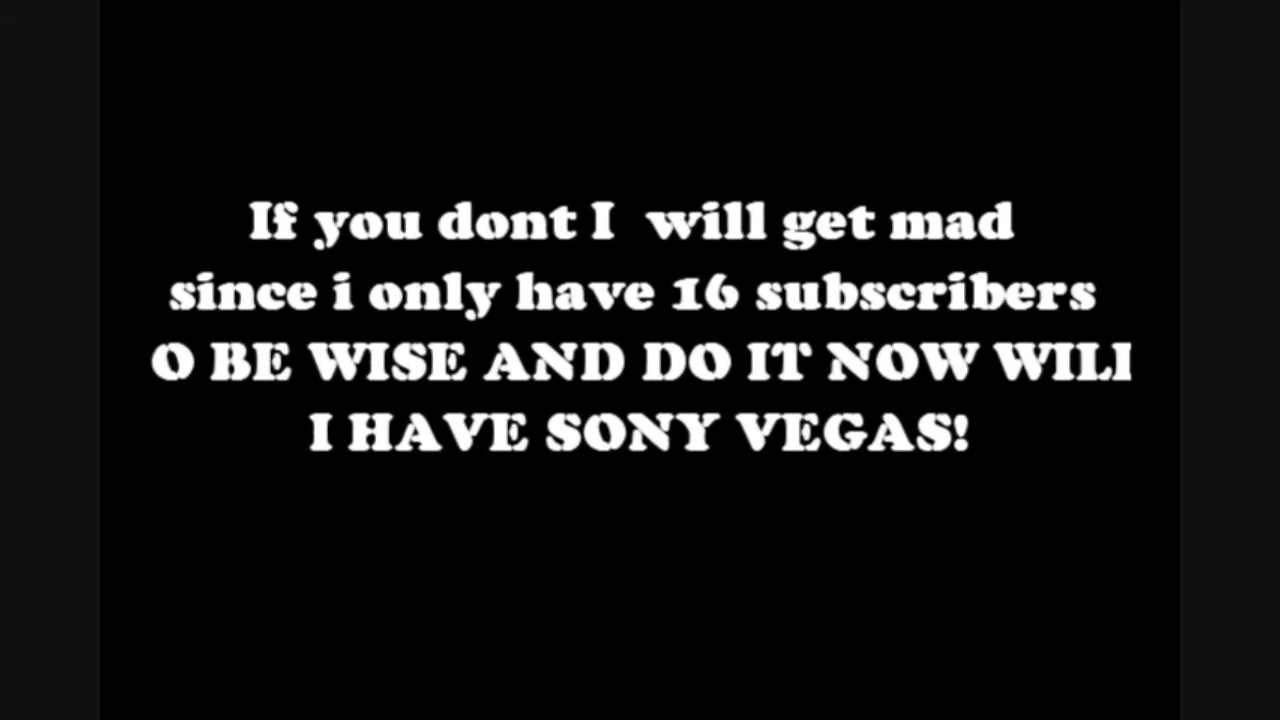 If you dont I  will get mad
since i only have 16 subscribers
O BE WISE AND DO IT NOW WILI
I HAVE SONY VEGAS!